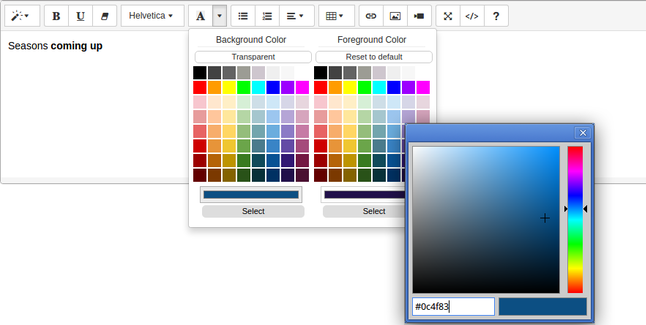 B U Helvetica A </> ?
Seasons coming up
Background Color Foreground Color
Transparent Reset to default
Select Select
#0c4f83